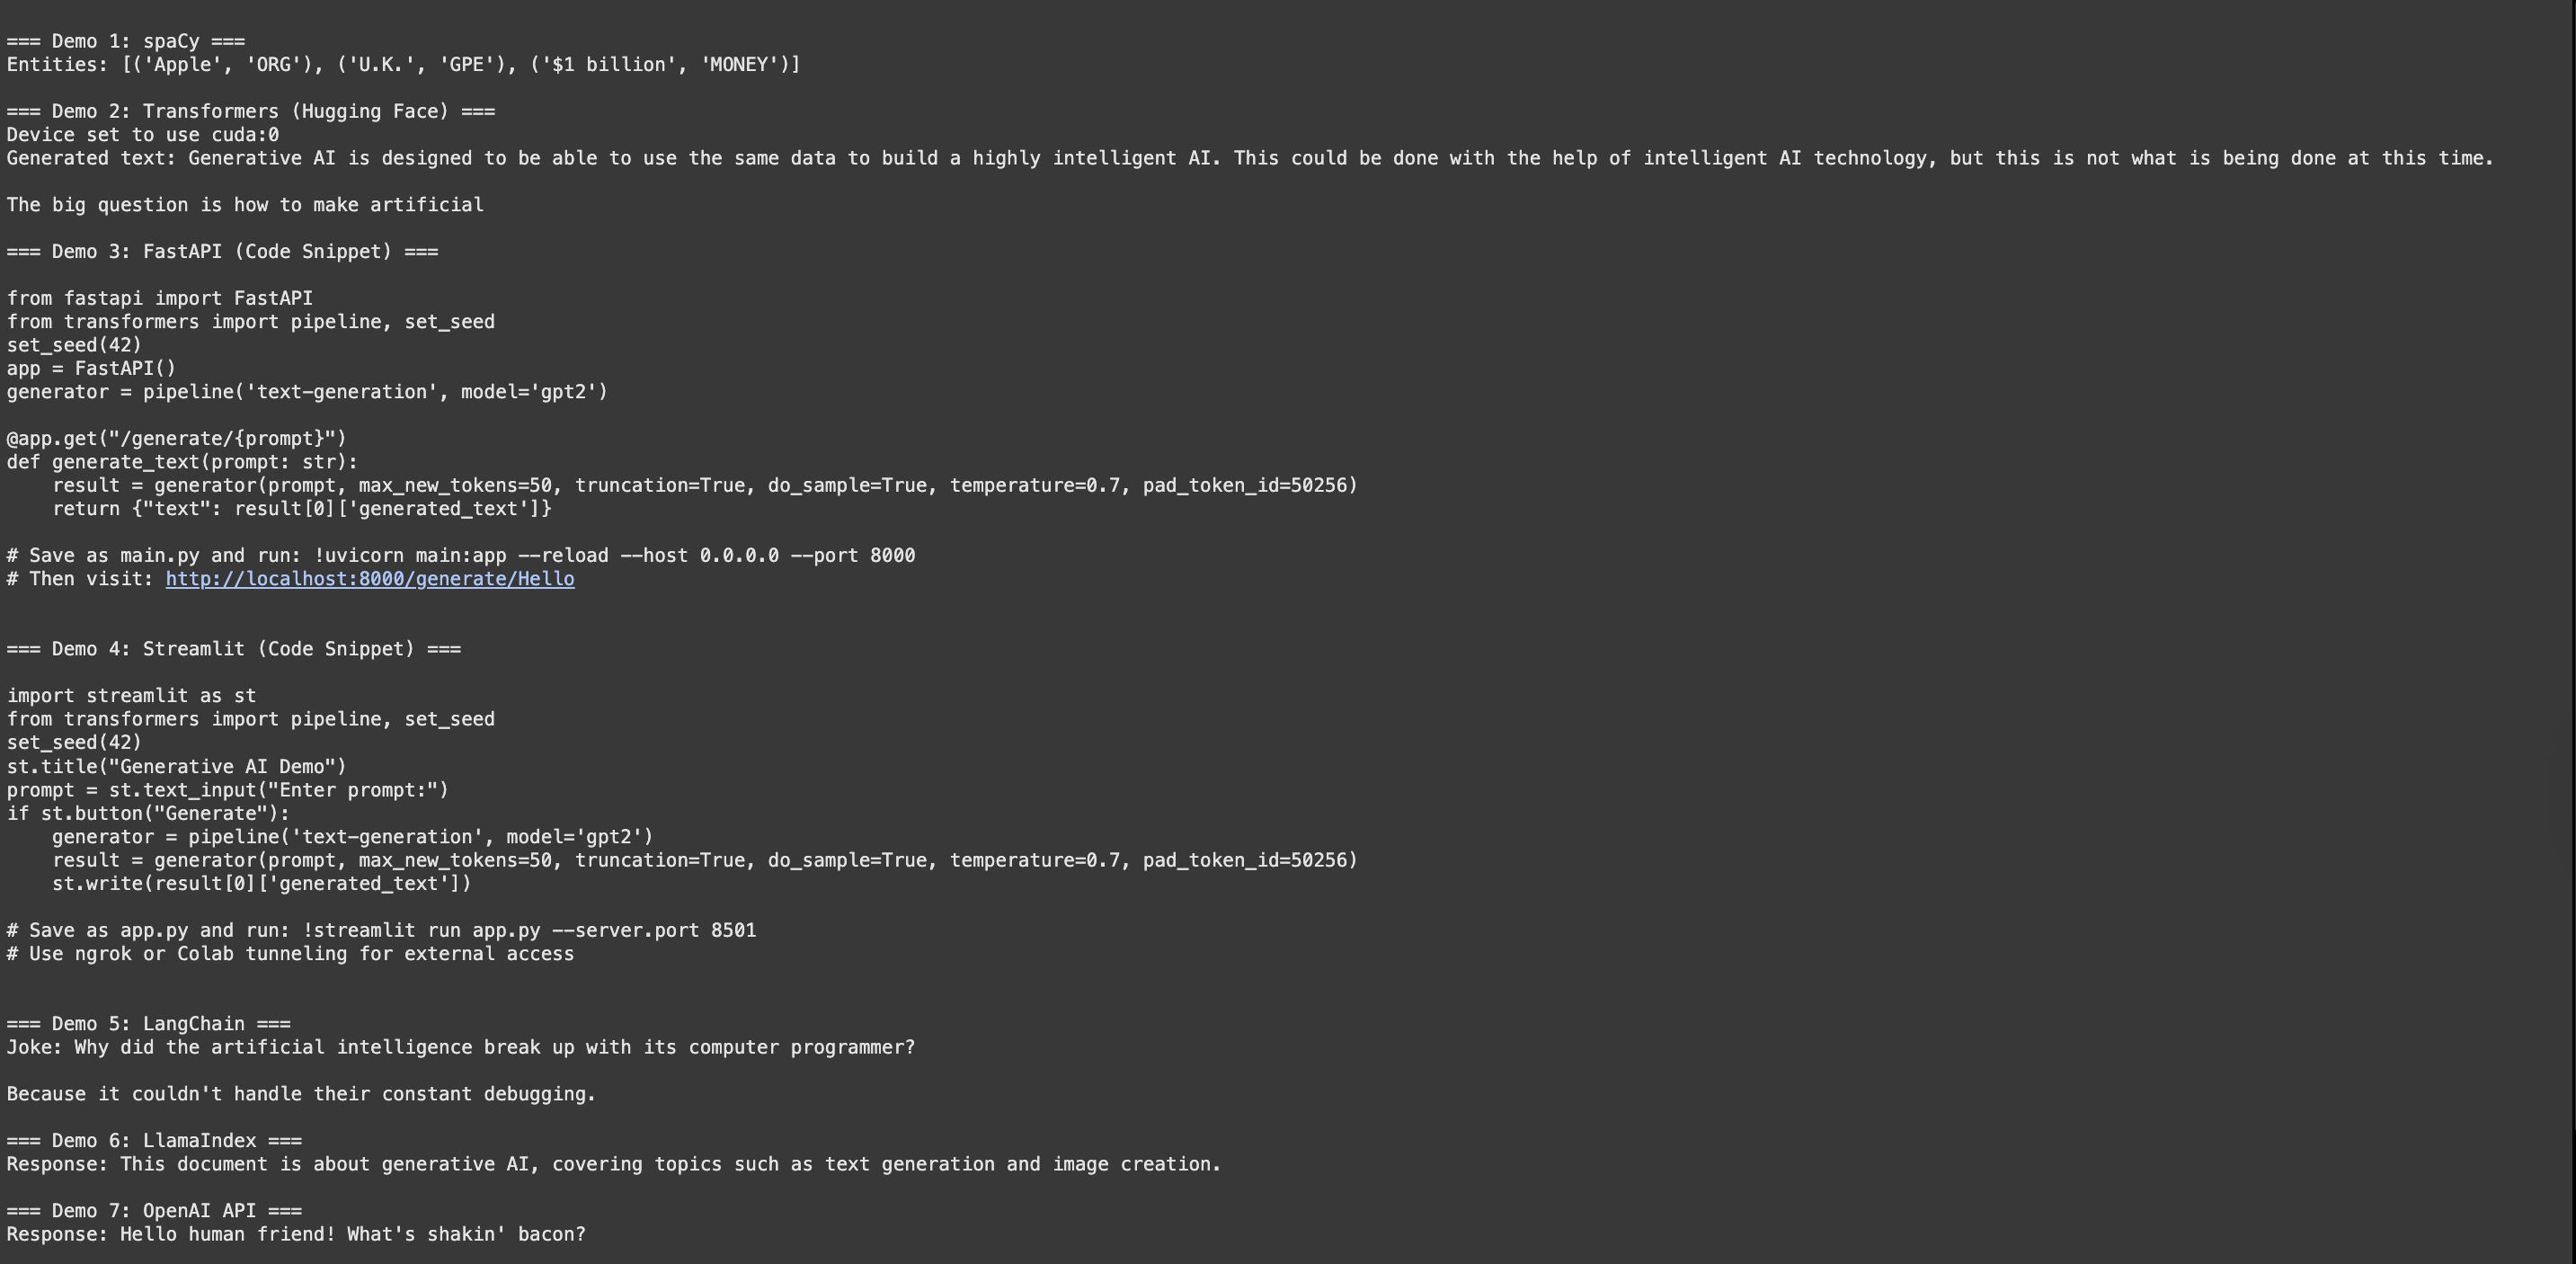 === Demo 1: spaCy ===
Entities: [('Apple', 'ORG'), ('U.K.', 'GPE'), ('$1 billion', 'MONEY')]
=== Demo 2: Transformers (Hugging Face) ===
Device set to use cuda:0
Generated text: Generative AI is designed to be able to use the same data to build a highly intelligent AI. This could be done with the help of intelligent AI technology, but this is not what is being done at this time.
The big question is how to make artificial
=== Demo 3: FastAPI (Code Snippet) ===
from fastapi import FastAPI
from transformers import pipeline, set_seed
set_seed(42)
app = FastAPI()
generator = pipeline('text-generation', model='gpt2')
@app.get("/generate/{prompt}")
def generate_text(prompt: str):
    result = generator(prompt, max_new_tokens=50, truncation=True, do_sample=True, temperature=0.7, pad_token_id=50256)
    return {"text": result[0]['generated_text']}
# Save as main.py and run: !uvicorn main:app --reload --host 0.0.0.0 --port 8000
# Then visit: http://localhost:8000/generate/Hello
=== Demo 4: Streamlit (Code Snippet) ===
import streamlit as st
from transformers import pipeline, set_seed
set_seed(42)
st.title("Generative AI Demo")
prompt = st.text_input("Enter prompt:")
if st.button("Generate"):
    generator = pipeline('text-generation', model='gpt2')
    result = generator(prompt, max_new_tokens=50, truncation=True, do_sample=True, temperature=0.7, pad_token_id=50256)
    st.write(result[0]['generated_text'])
# Save as app.py and run: !streamlit run app.py --server.port 8501
# Use ngrok or Colab tunneling for external access
=== Demo 5: LangChain ===
Joke: Why did the artificial intelligence break up with its computer programmer?
Because it couldn't handle their constant debugging.
=== Demo 6: LlamaIndex ===
Response: This document is about generative AI, covering topics such as text generation and image creation.
=== Demo 7: OpenAI API ===
Response: Hello human friend! What's shakin' bacon?